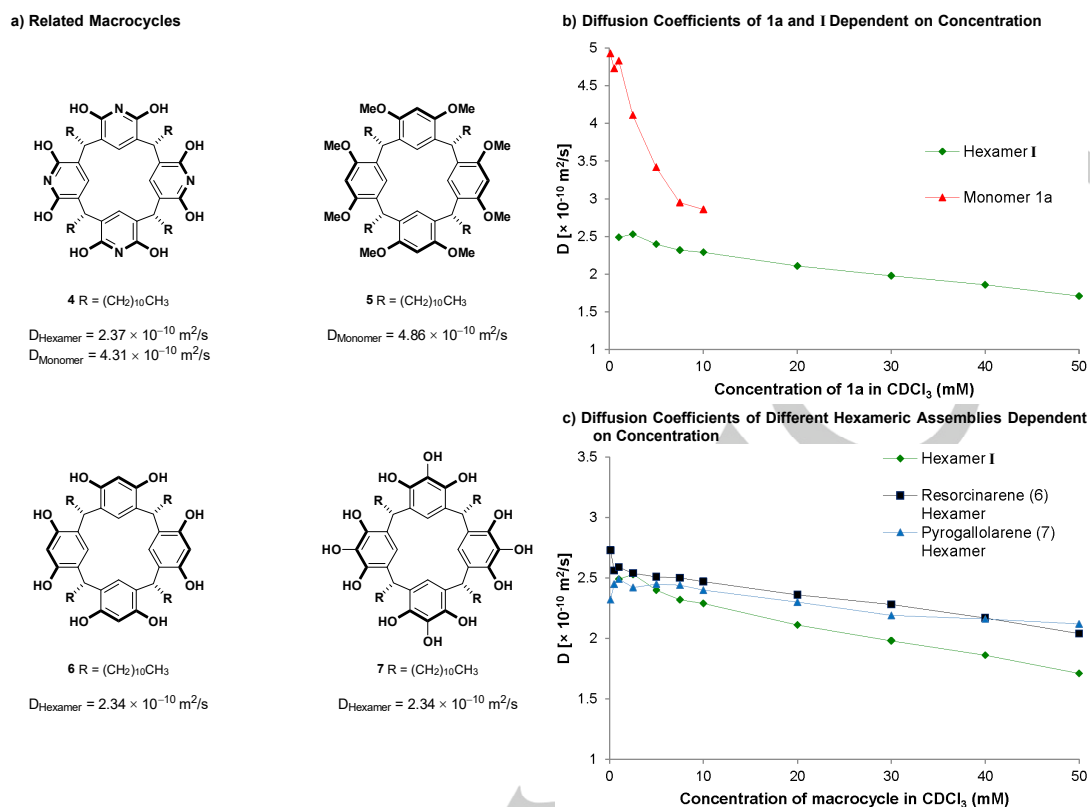 a) Related Macrocycles
HO N OH
R R
HO OH
N N
HO OH
R R
HO N OH
4 R = (CH2)10CH3
DHexamer = 2.37 × 10–10 m2/s
DMonomer = 4.31 × 10–10 m2/s
MeO OMe
R R
MeO OMe
MeO OMe
R R
MeO OMe
5 R = (CH2)10CH3
DMonomer = 4.86 × 10–10 m2/s
HO OH
R R
HO OH
HO OH
R R
HO OH
6 R = (CH2)10CH3
DHexamer = 2.34 × 10–10 m2/s
OH
HO OH
R R
HO OH
HO OH
HO OH
R R
HO OH
OH
7 R = (CH2)10CH3
DHexamer = 2.34 × 10–10 m2/s
b) Diffusion Coefficients of 1a and I Dependent on Concentration
D [× 10-10 m2/s]
5
4.5
4
3.5
3
2.5
2
1.5
1
0 10 20 30 40 50
Hexamer I
Monomer 1a
Concentration of 1a in CDCl3 (mM)
c) Diffusion Coefficients of Different Hexameric Assemblies Dependent
on Concentration
D [× 10-10 m2/s]
3.5
3
2.5
2
1.5
1
0 10 20 30 40 50
Hexamer I
Resorcinarene (6)
Hexamer
Pyrogallolarene (7)
Hexamer
Concentration of macrocycle in CDCl3 (mM)